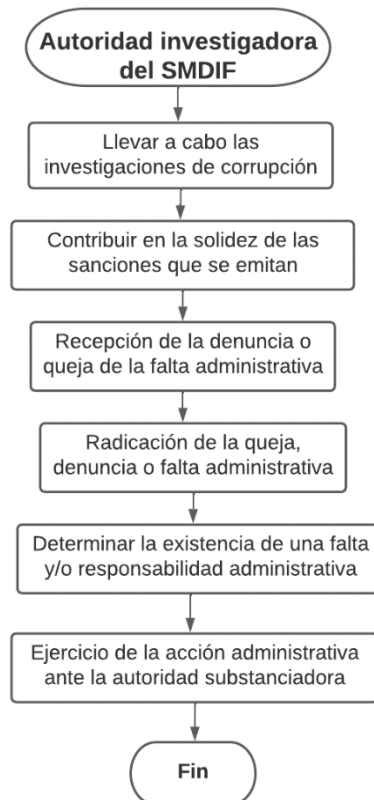 Autoridad investigadora
del SMDIF
Llevar a cabo las
investigaciones de corrupción
Contribuir en la solidez de las
sanciones que se emitan
Recepción de la denuncia o
queja de la falta administrativa
Radicación de la queja,
denuncia o falta administrativa
Determinar la existencia de una falta
y/o responsabilidad administrativa
Ejercicio de la acción administrativa
ante la autoridad substanciadora
Fin